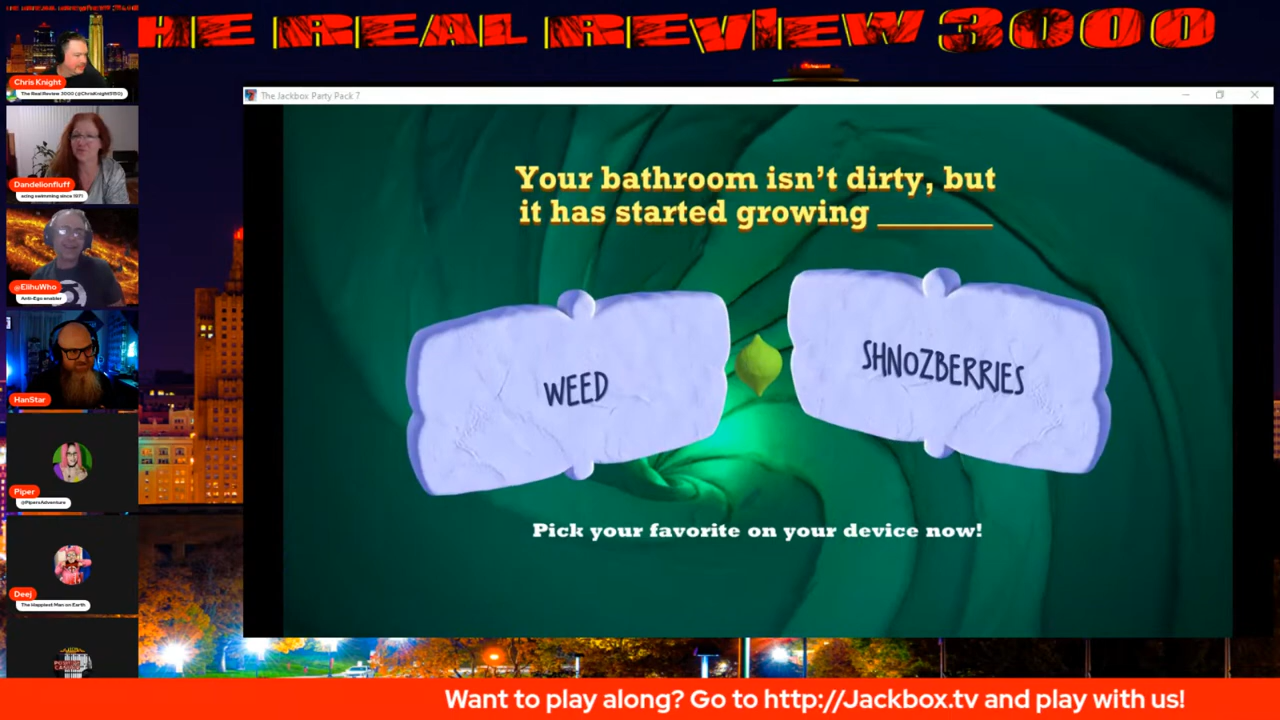 HE REAL REVIEW 3000
Chris Knight
Dandelionfluff
@ElihuWho
Anti-Ego enabler
HanStar
Piper
@PipersAdventure
Deej
The Happiest Man on Earth
The Jackbox Party Pack 7
Your bathroom isn't dirty, but
it has started growing ________
WEED
SHNOZBERRIES
Pick your favorite on your device now!
Want to play along? Go to http://Jackbox.tv and play with us!